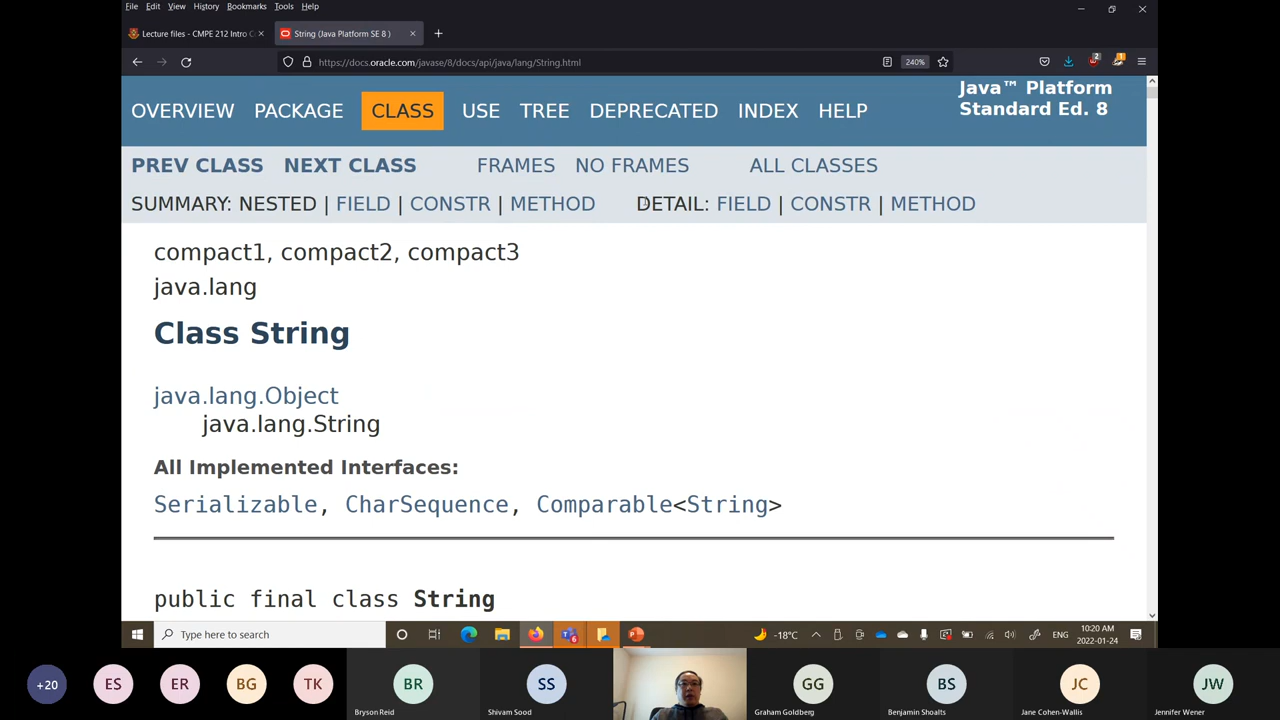 File Edit View History Bookmarks Tools Help
Lecture files - CMPE 212 Intro C
String (Java Platform SE 8 )
https://docs.oracle.com/javase/8/docs/api/java/lang/String.html
240%
2
OVERVIEW PACKAGE CLASS USE TREE DEPRECATED INDEX HELP
Java™ Platform
Standard Ed. 8
PREV CLASS NEXT CLASS FRAMES NO FRAMES ALL CLASSES
SUMMARY: NESTED | FIELD | CONSTR | METHOD DETAIL: FIELD | CONSTR | METHOD
compact1, compact2, compact3
java.lang
Class String
java.lang.Object
java.lang.String
All Implemented Interfaces:
Serializable, CharSequence, Comparable<String>
public final class String
Type here to search
6
-18°C
ENG
10:20 AM
2022-01-24
+20 ES ER BG TK BR SS GG BS JC JW
Bryson Reid Shivam Sood Graham Goldberg Benjamin Shoalts Jane Cohen-Wallis Jennifer Wener